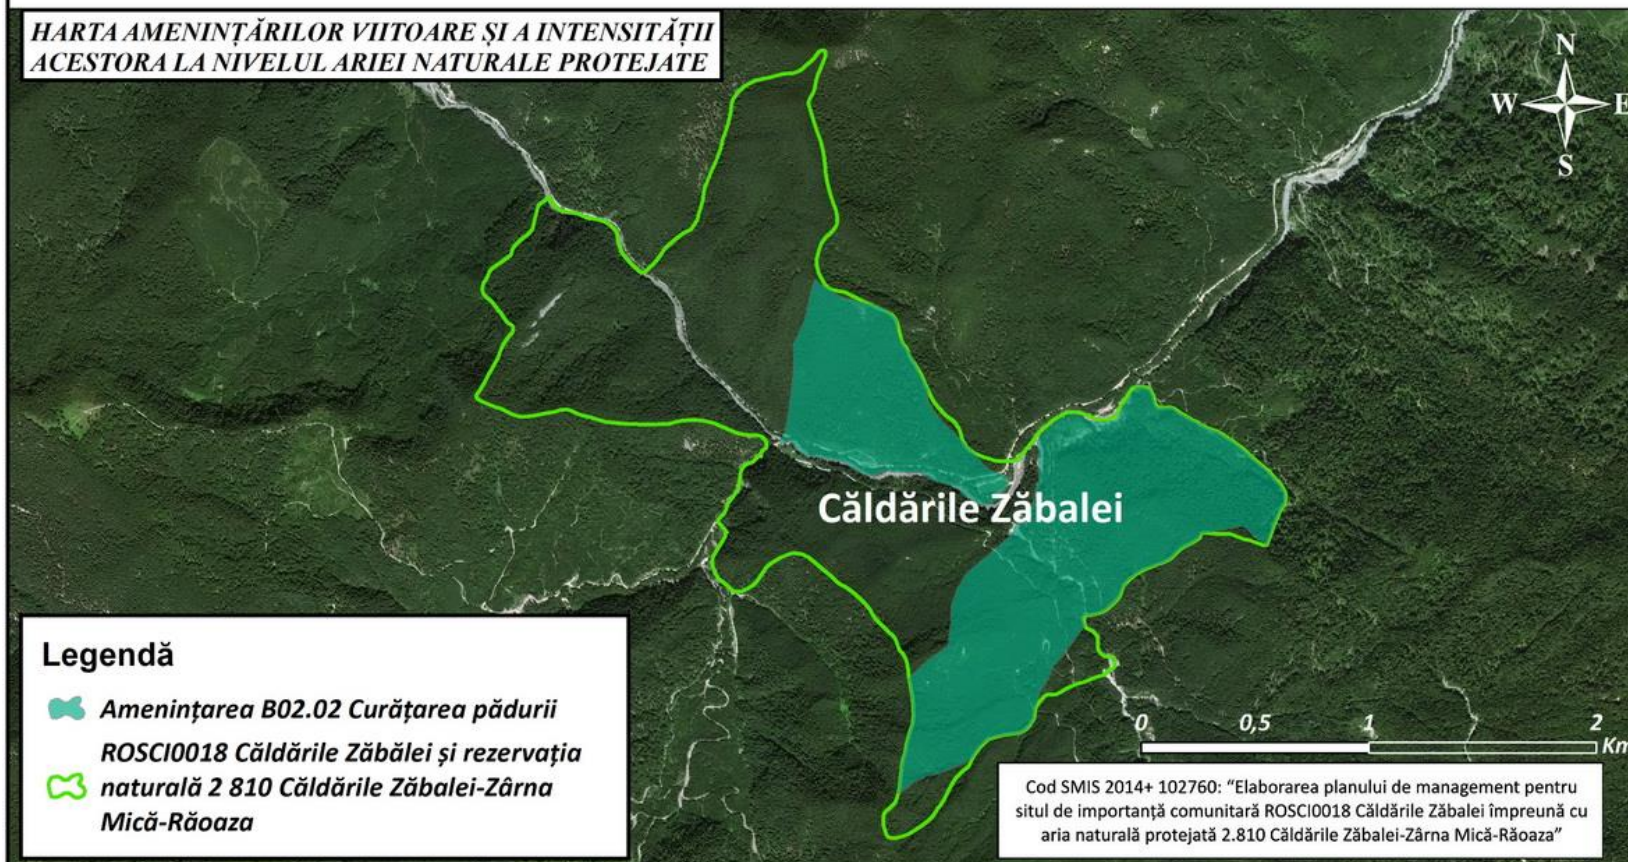 HARTA AMENINȚĂRILOR VIITOARE ȘI A INTENSITĂȚII
ACESTORA LA NIVELUL ARIEI NATURALE PROTEJATE
N
W E
S
Căldările Zăbalei
Legendă
Amenințarea B02.02 Curățarea pădurii
ROSCI0018 Căldările Zăbălei și rezervația
naturală 2 810 Căldările Zăbalei-Zârna
Mică-Răoaza
0 0,5 1 2
Km
Cod SMIS 2014+ 102760: “Elaborarea planului de management pentru
situl de importanță comunitară ROSCI0018 Căldările Zăbalei împreună cu
aria naturală protejată 2.810 Căldările Zăbalei-Zârna Mică-Răoaza”